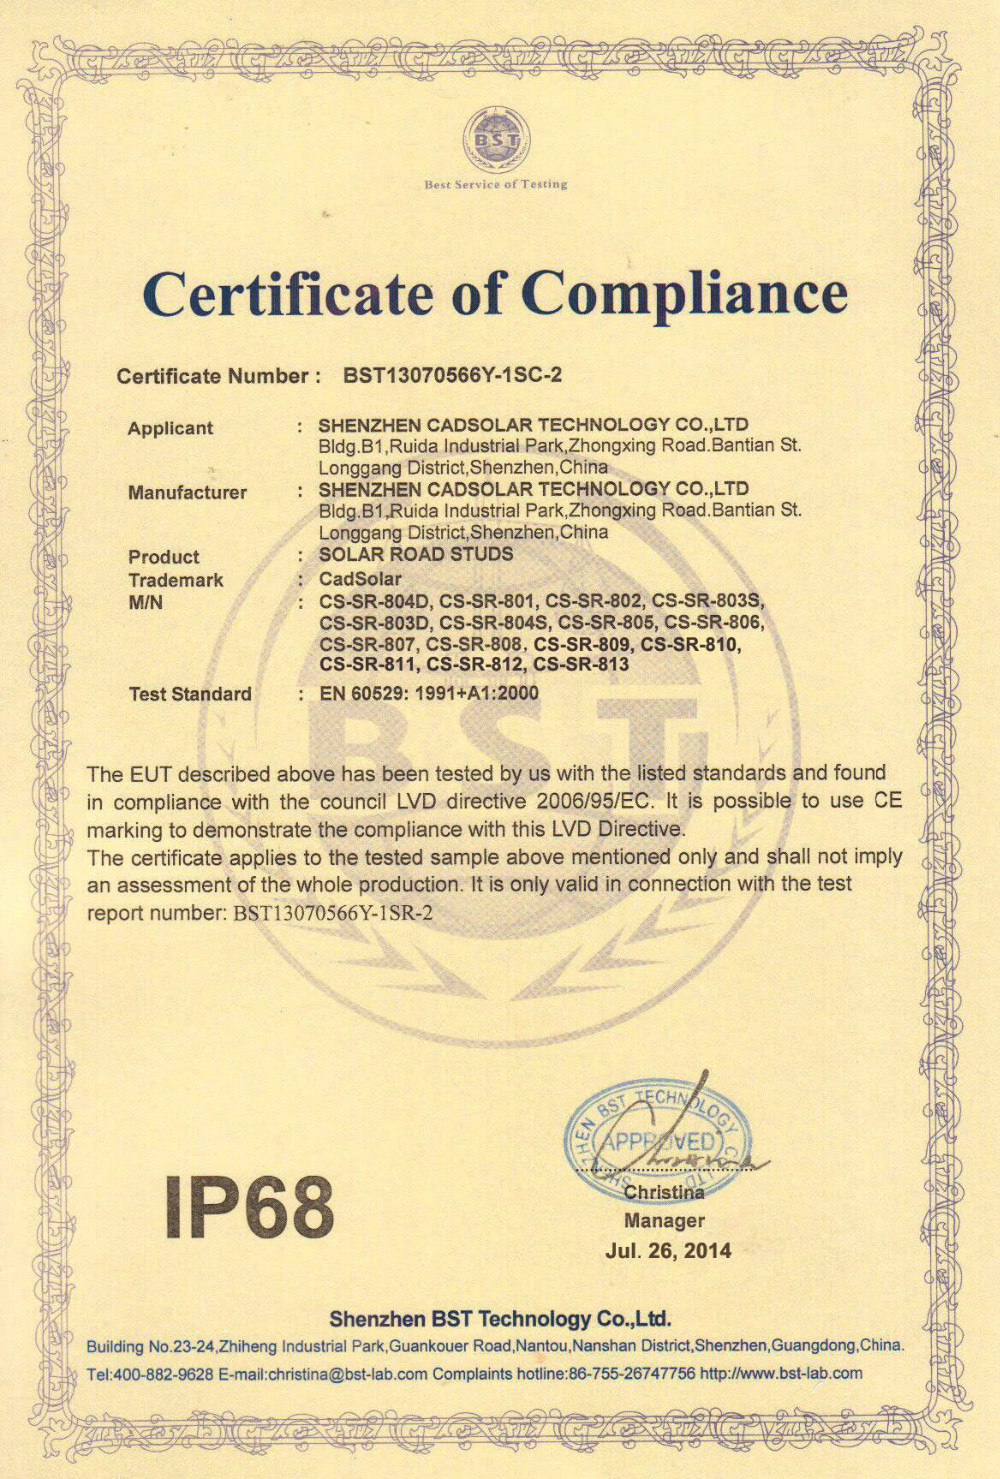 BST
Best Service of Testing
Certificate of Compliance
Certificate Number : BST13070566Y-1SC-2
Applicant : SHENZHEN CADSOLAR TECHNOLOGY CO.,LTD
Bldg.B1,Ruida Industrial Park,Zhongxing Road.Bantian St.
Longgang District,Shenzhen,China
Manufacturer : SHENZHEN CADSOLAR TECHNOLOGY CO.,LTD
Bldg.B1,Ruida Industrial Park,Zhongxing Road.Bantian St.
Longgang District,Shenzhen,China
Product : SOLAR ROAD STUDS
Trademark : CadSolar
M/N : CS-SR-804D, CS-SR-801, CS-SR-802, CS-SR-803S,
CS-SR-803D, CS-SR-804S, CS-SR-805, CS-SR-806,
CS-SR-807, CS-SR-808, CS-SR-809, CS-SR-810,
CS-SR-811, CS-SR-812, CS-SR-813
Test Standard : EN 60529: 1991+A1:2000
BST
The EUT described above has been tested by us with the listed standards and found
in compliance with the council LVD directive 2006/95/EC. It is possible to use CE
marking to demonstrate the compliance with this LVD Directive.
The certificate applies to the tested sample above mentioned only and shall not imply
an assessment of the whole production. It is only valid in connection with the test
report number: BST13070566Y-1SR-2
SHENZHEN BST TECHNOLOGY CO LTD
APPROVED
Christina
IP68
Christina
Manager
Jul. 26, 2014
Shenzhen BST Technology Co.,Ltd.
Building No.23-24,Zhiheng Industrial Park,Guankouer Road,Nantou,Nanshan District,Shenzhen,Guangdong,China.
Tel:400-882-9628 E-mail:christina@bst-lab.com Complaints hotline:86-755-26747756 http://www.bst-lab.com